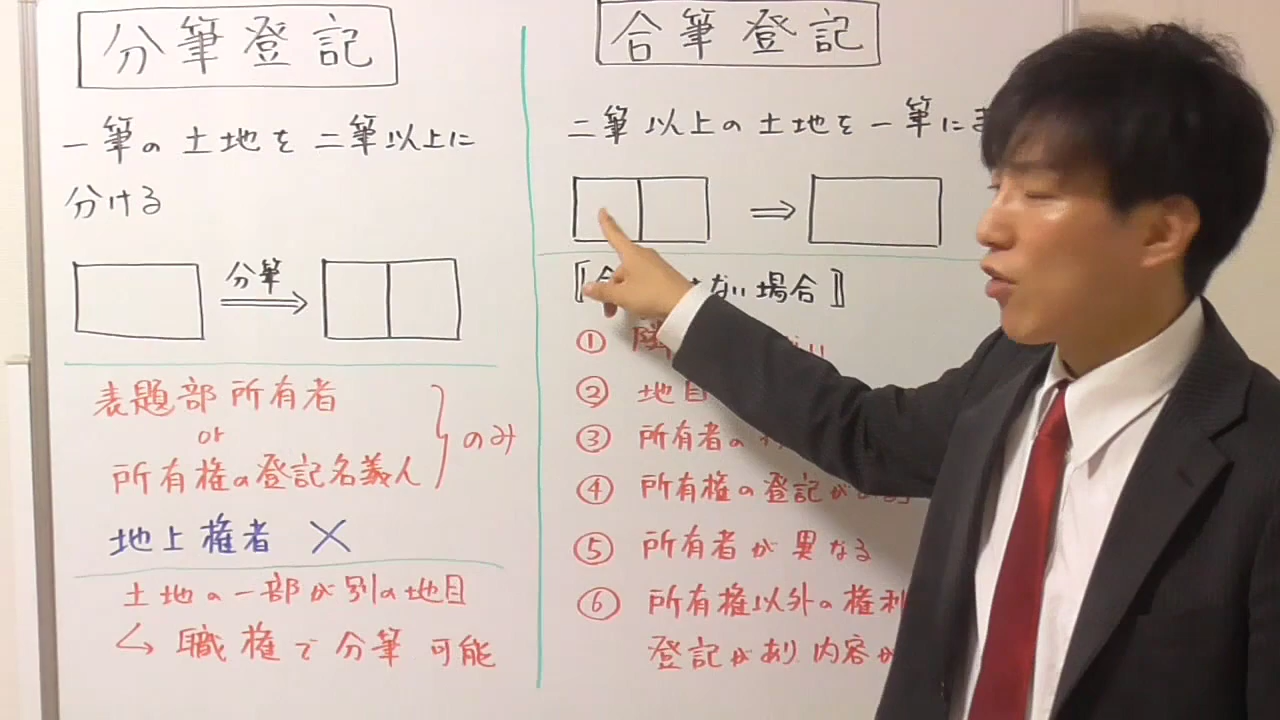 分筆登記
一筆の土地を二筆以上に
分ける
分筆
表題部所有者
or
所有権の登記名義人
のみ
地上権者 ×
土地の一部が別の地目
↳ 職権で分筆可能
合筆登記
二筆以上の土地を一筆にま
〚合 ない場合〛
① 隣
② 地目
③ 所有者の
④ 所有権の登記が
⑤ 所有者が異なる
⑥ 所有権以外の権利
登記があり内容が